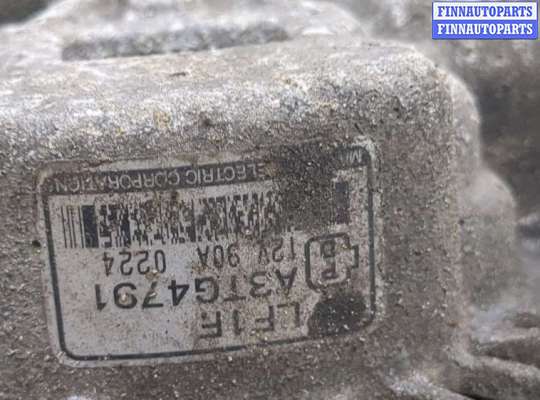 FINNAUTOPARTS
FINNAUTOPARTS
LF1F
A3TG4791
12V 90A 0224
ELECTRIC CORPORATION